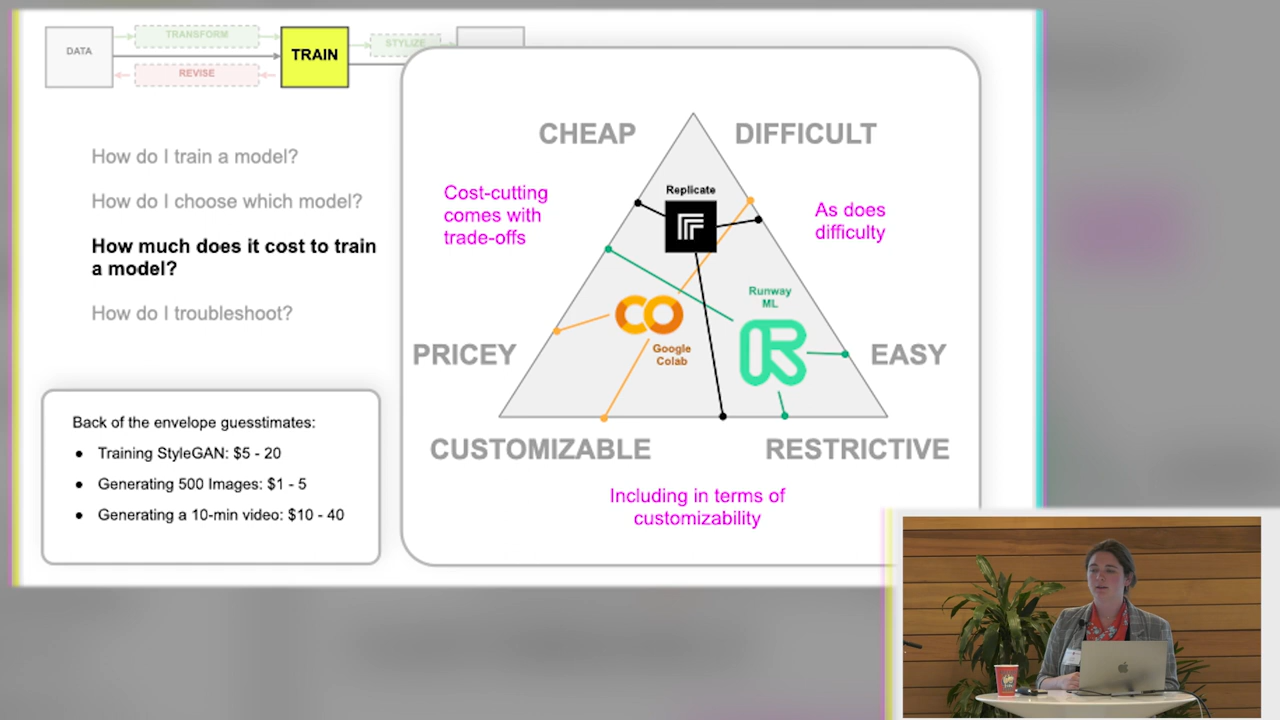 DATA
TRANSFORM
REVISE
TRAIN
STYLIZE
How do I train a model?
How do I choose which model?
How much does it cost to train
a model?
How do I troubleshoot?
Back of the envelope guesstimates:
● Training StyleGAN: $5 - 20
● Generating 500 Images: $1 - 5
● Generating a 10-min video: $10 - 40
CHEAP
DIFFICULT
Cost-cutting
comes with
trade-offs
As does
difficulty
Replicate
Runway
ML
Google
Colab
PRICEY
EASY
CUSTOMIZABLE
RESTRICTIVE
Including in terms of
customizability